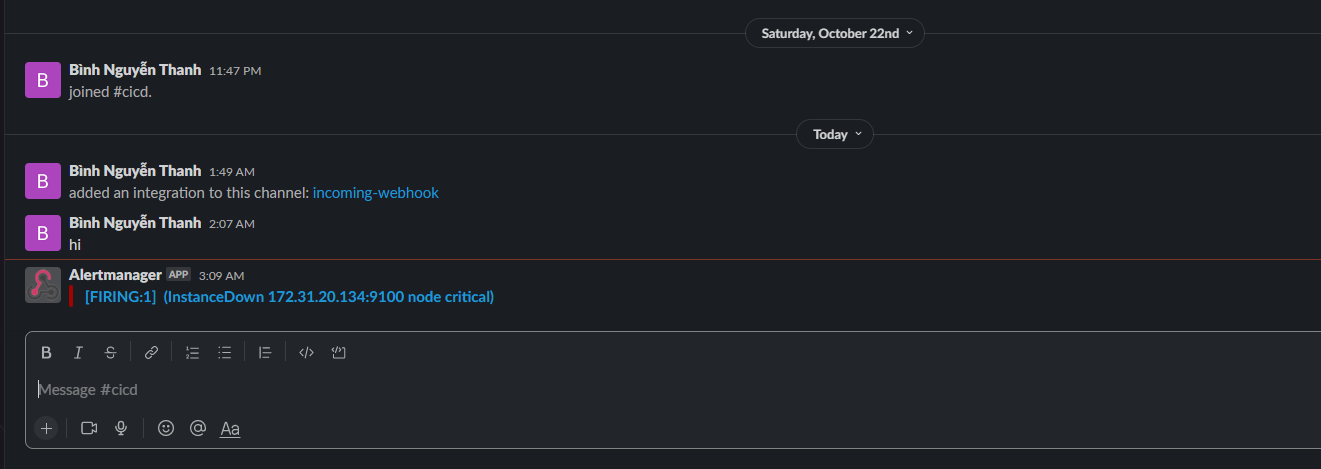 Saturday, October 22nd
B
Bình Nguyễn Thanh 11:47 PM
joined #cicd.
Today
B
Bình Nguyễn Thanh 1:49 AM
added an integration to this channel: incoming-webhook
B
Bình Nguyễn Thanh 2:07 AM
hi
Alertmanager APP 3:09 AM
[FIRING:1] (InstanceDown 172.31.20.134:9100 node critical)
B I S </>
Message #cicd
+ @ Aa